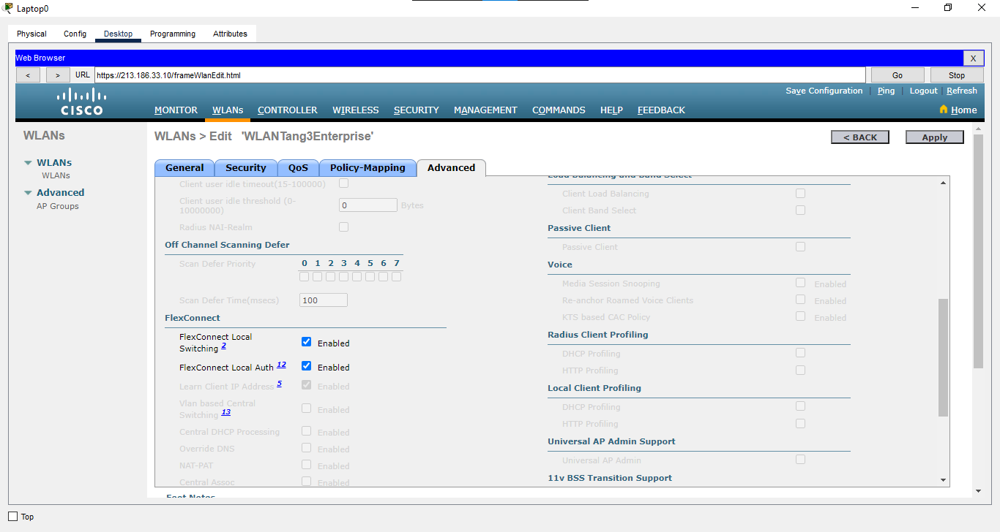 Laptop0
Physical Config Desktop Programming Attributes
Web Browser
X
< > URL https://213.186.33.10/frameWlanEdit.html Go Stop
Save Configuration | Ping | Logout Refresh
CISCO
MONITOR WLANs CONTROLLER WIRELESS SECURITY MANAGEMENT COMMANDS HELP FEEDBACK
Home
WLANs
WLANs
WLANs
Advanced
AP Groups
WLANs > Edit 'WLANTang3Enterprise'
< BACK Apply
General Security QoS Policy-Mapping Advanced
Client user idle timeout(15-100000)
Client user idle threshold (0-
10000000)
0 Bytes
Radius NAI-Realm
Off Channel Scanning Defer
Scan Defer Priority 0 1 2 3 4 5 6 7
Scan Defer Time(msecs) 100
FlexConnect
FlexConnect Local
Switching 2 Enabled
FlexConnect Local Auth 12 Enabled
Learn Client IP Address 5 Enabled
Vlan based Central
Switching 13 Enabled
Central DHCP Processing Enabled
Override DNS Enabled
NAT-PAT Enabled
Central Assoc Enabled
Load Balancing and Band Select
Client Load Balancing
Client Band Select
Passive Client
Passive Client
Voice
Media Session Snooping Enabled
Re-anchor Roamed Voice Clients Enabled
KTS based CAC Policy Enabled
Radius Client Profiling
DHCP Profiling
HTTP Profiling
Local Client Profiling
DHCP Profiling
HTTP Profiling
Universal AP Admin Support
Universal AP Admin
11v BSS Transition Support
Foot Notes
Top